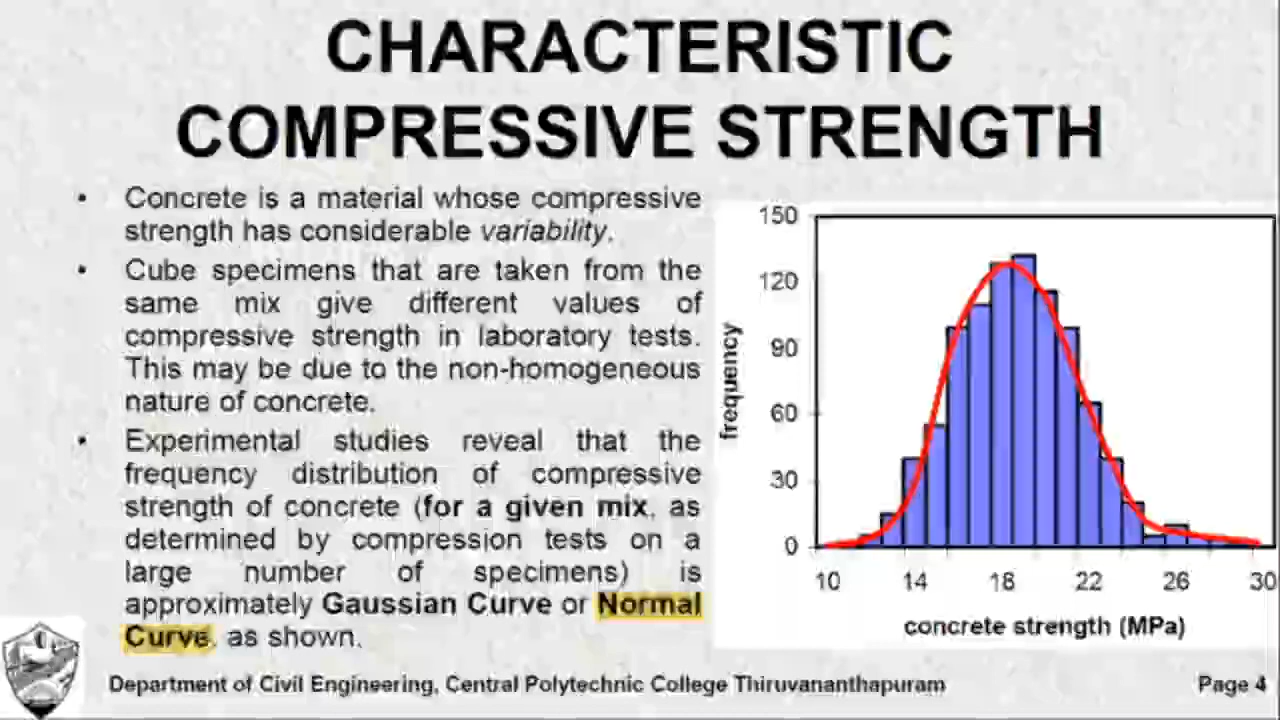 CHARACTERISTIC
COMPRESSIVE STRENGTH
• Concrete is a material whose compressive
strength has considerable variability.
• Cube specimens that are taken from the
same mix give different values of
compressive strength in laboratory tests.
This may be due to the non-homogeneous
nature of concrete.
• Experimental studies reveal that the
frequency distribution of compressive
strength of concrete (for a given mix, as
determined by compression tests on a
large number of specimens) is
approximately Gaussian Curve or Normal
Curve, as shown.
150
120
90
60
30
0
frequency
10 14 18 22 26 30
concrete strength (MPa)
Department of Civil Engineering, Central Polytechnic College Thiruvananthapuram
Page 4